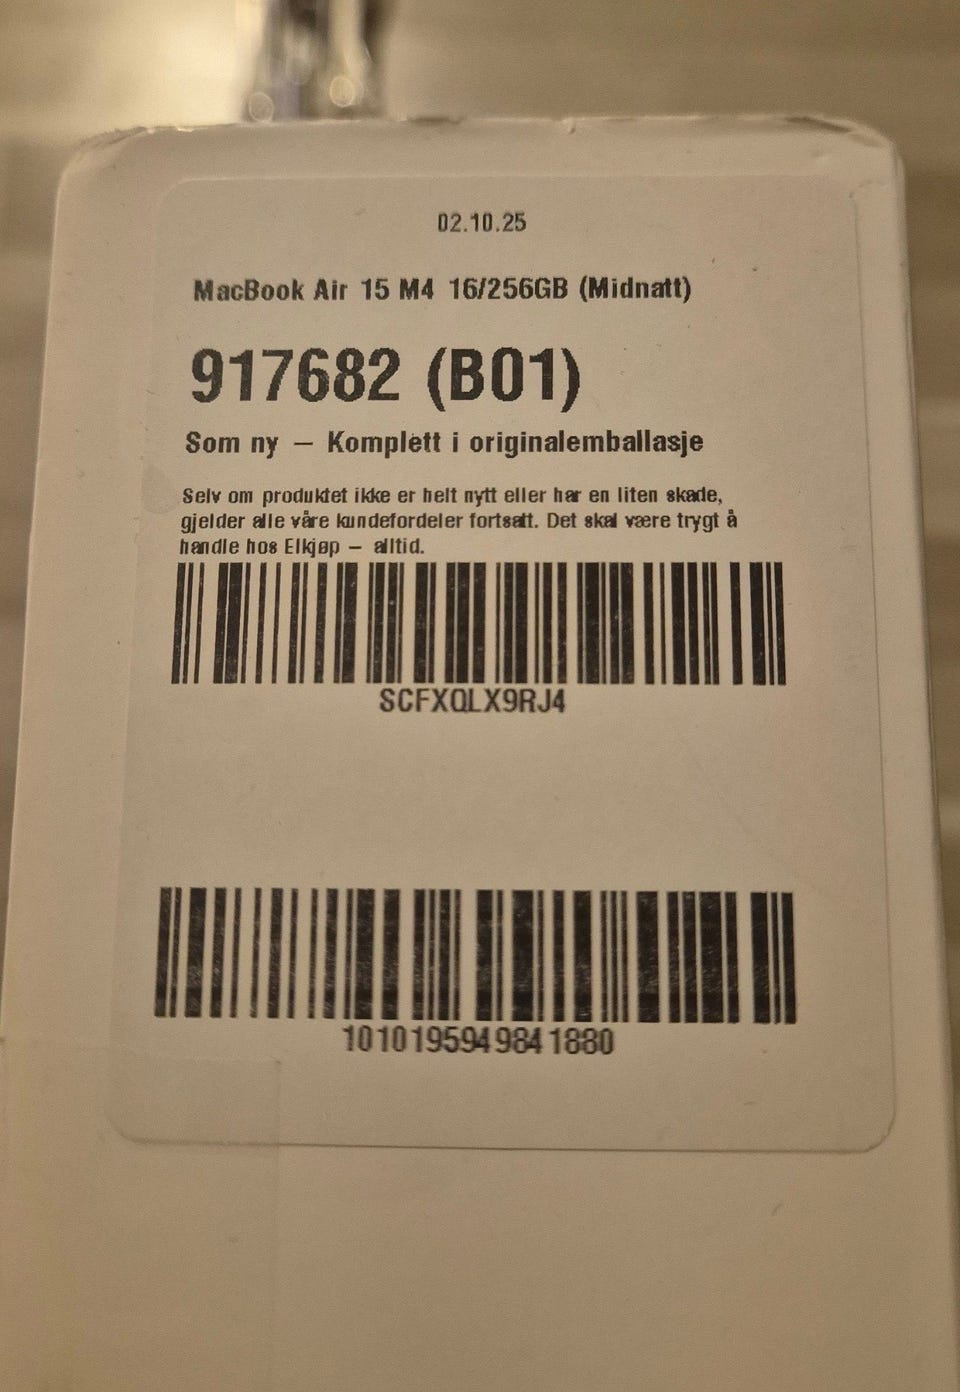 02.10.25
MacBook Air 15 M4 16/256GB (Midnatt)
917682 (B01)
Som ny – Komplett i originalemballasje
Selv om produktet ikke er helt nytt eller har en liten skade,
gjelder alle våre kundefordeler fortsatt. Det skal være trygt å
handle hos Elkjøp – alltid.
SCFXQLX9RJ4
1010195949841880